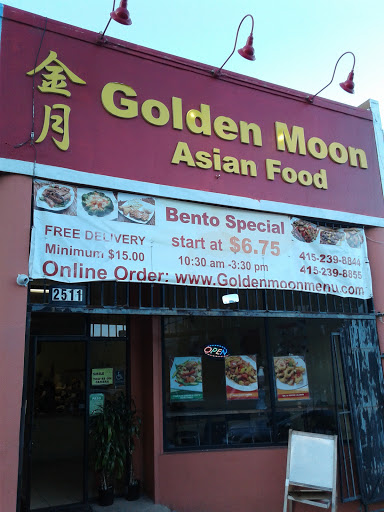 金月
Golden Moon
Asian Food
Bento Special
FREE DELIVERY
start at $6.75
Minimum $15.00
10:30 am -3:30 pm
415-239-8844
415-239-8855
Online Order: www.Goldenmoonmenu.com
2511
OPEN